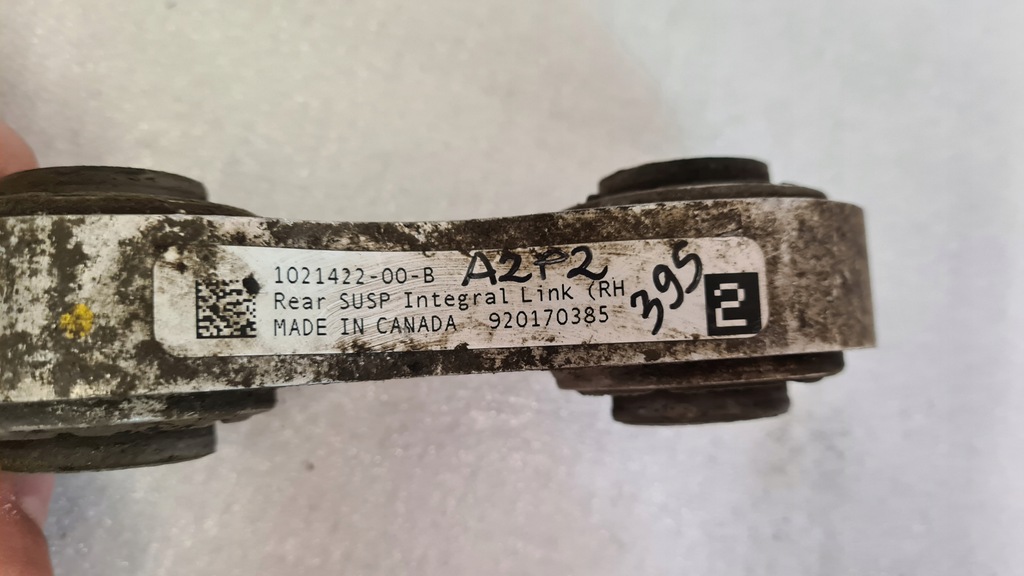 1021422-00-B A2P2
Rear SUSP Integral Link (RH
395
2
MADE IN CANADA 920170385